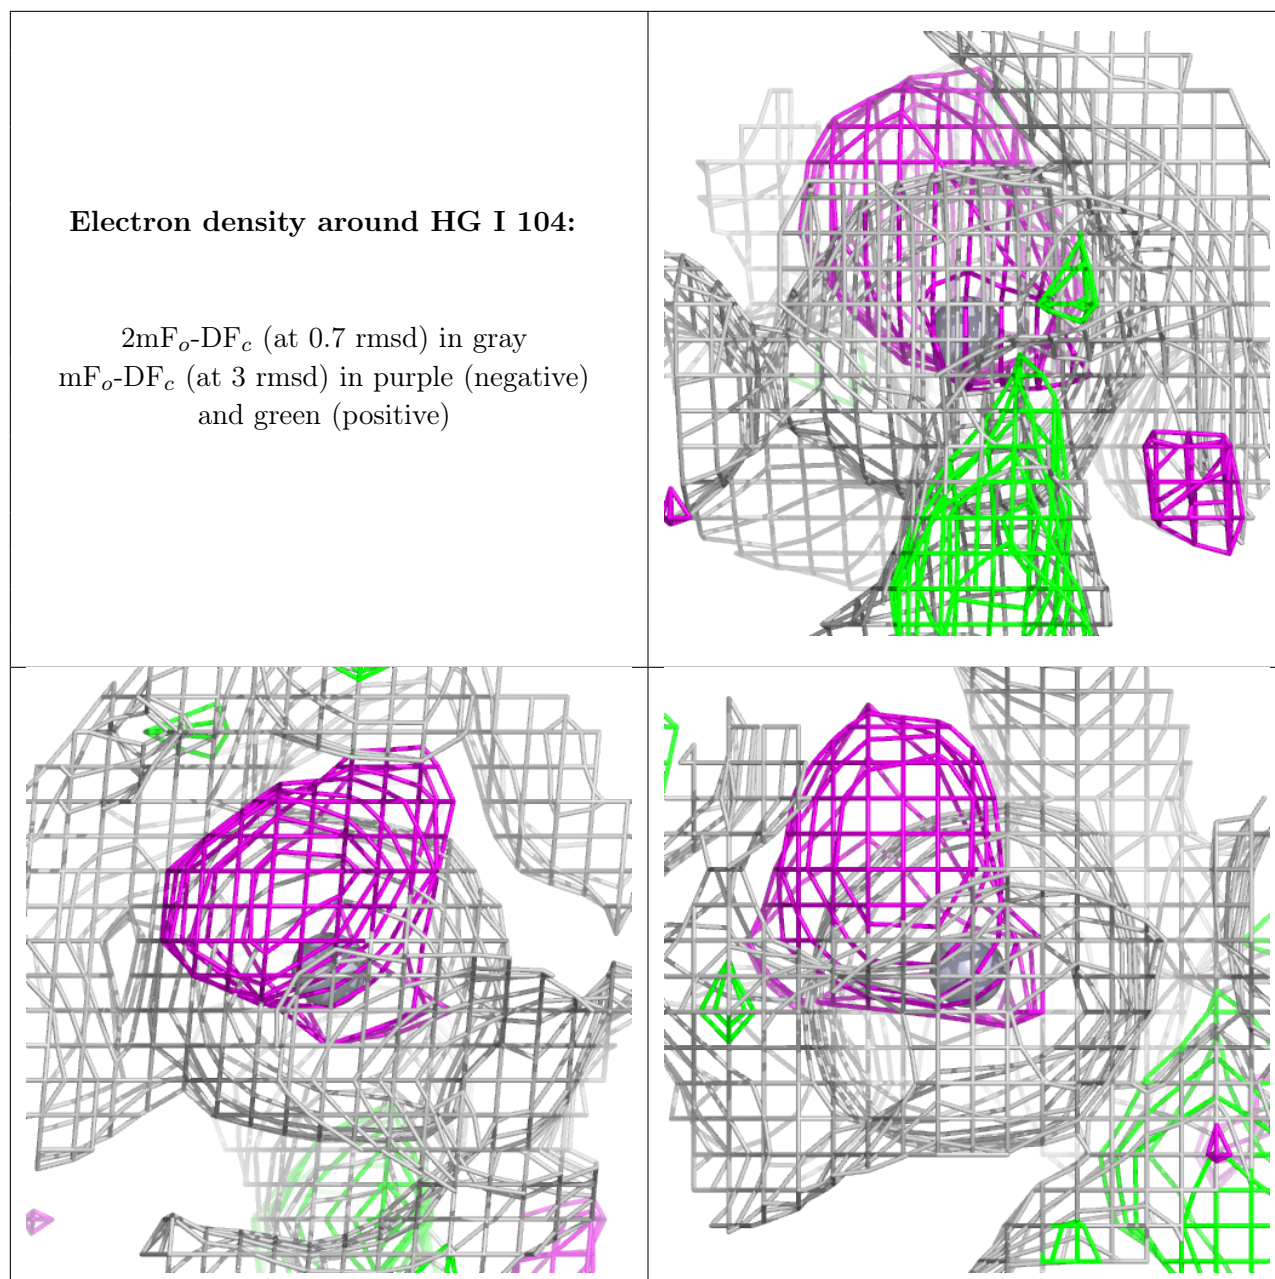 Electron density around HG I 104:
2mFo-DFc (at 0.7 rmsd) in gray
mFo-DFc (at 3 rmsd) in purple (negative)
and green (positive)